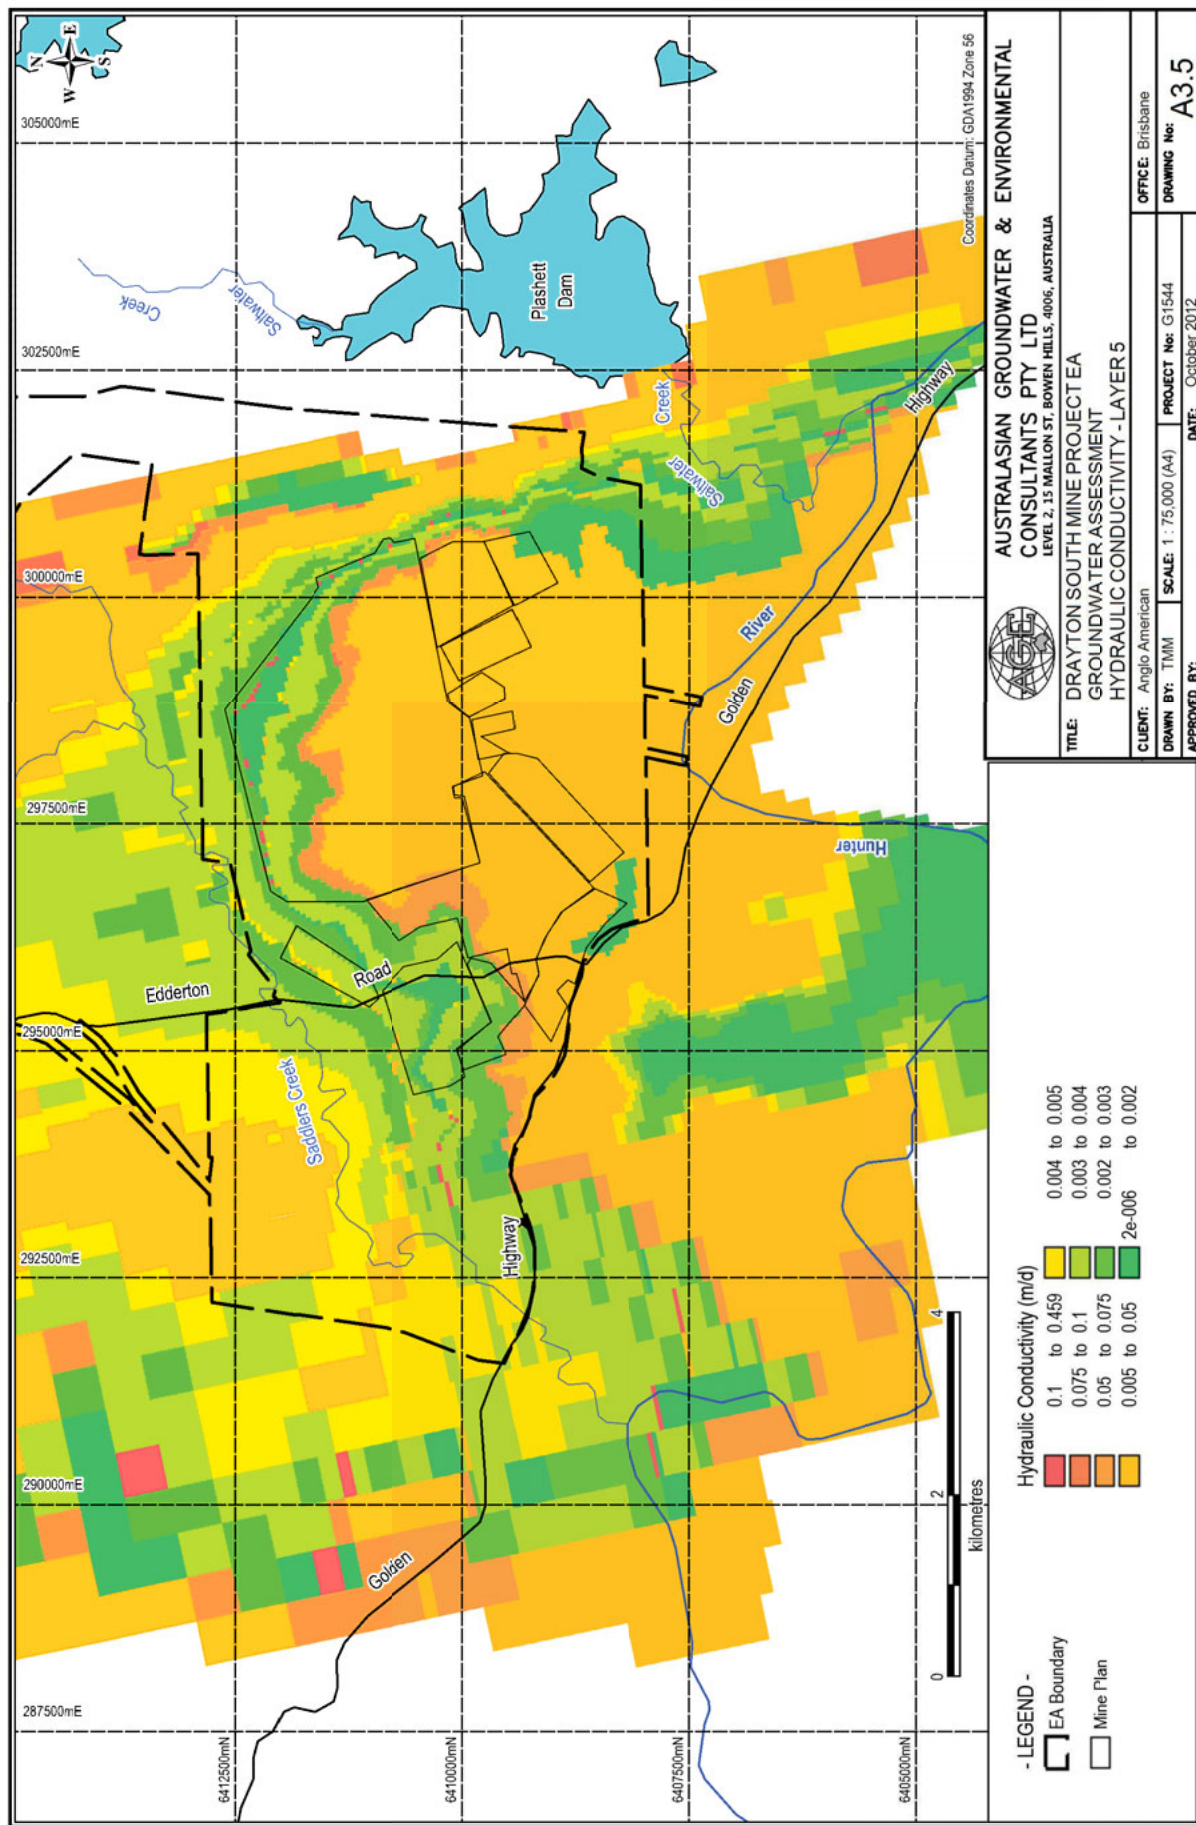 N
W
E
S
287500mE
290000mE
292500mE
295000mE
297500mE
300000mE
302500mE
305000mE
6412500mN
6410000mN
6407500mN
6405000mN
Edderton
Road
Saddlers Creek
Golden
Highway
Golden
Highway
River
Hunter
Saltwater
Creek
Saltwater
Creek
Plashett
Dam
0
2
4
kilometres
Coordinates Datum: GDA1994 Zone 56
- LEGEND -
EA Boundary
Mine Plan
Hydraulic Conductivity (m/d)
0.1 to 0.459
0.075 to 0.1
0.05 to 0.075
0.005 to 0.05
0.004 to 0.005
0.003 to 0.004
0.002 to 0.003
2e-006 to 0.002
AGE
AUSTRALASIAN GROUNDWATER & ENVIRONMENTAL
CONSULTANTS PTY LTD
LEVEL 2, 15 MALLON ST, BOWEN HILLS, 4006, AUSTRALIA
TITLE: DRAYTON SOUTH MINE PROJECT EA
GROUNDWATER ASSESSMENT
HYDRAULIC CONDUCTIVITY - LAYER 5
CLIENT: Anglo American
OFFICE: Brisbane
DRAWN BY: TMM
SCALE: 1 : 75,000 (A4)
PROJECT No: G1544
DRAWING No:
A3.5
APPROVED BY:
DATE: October 2012